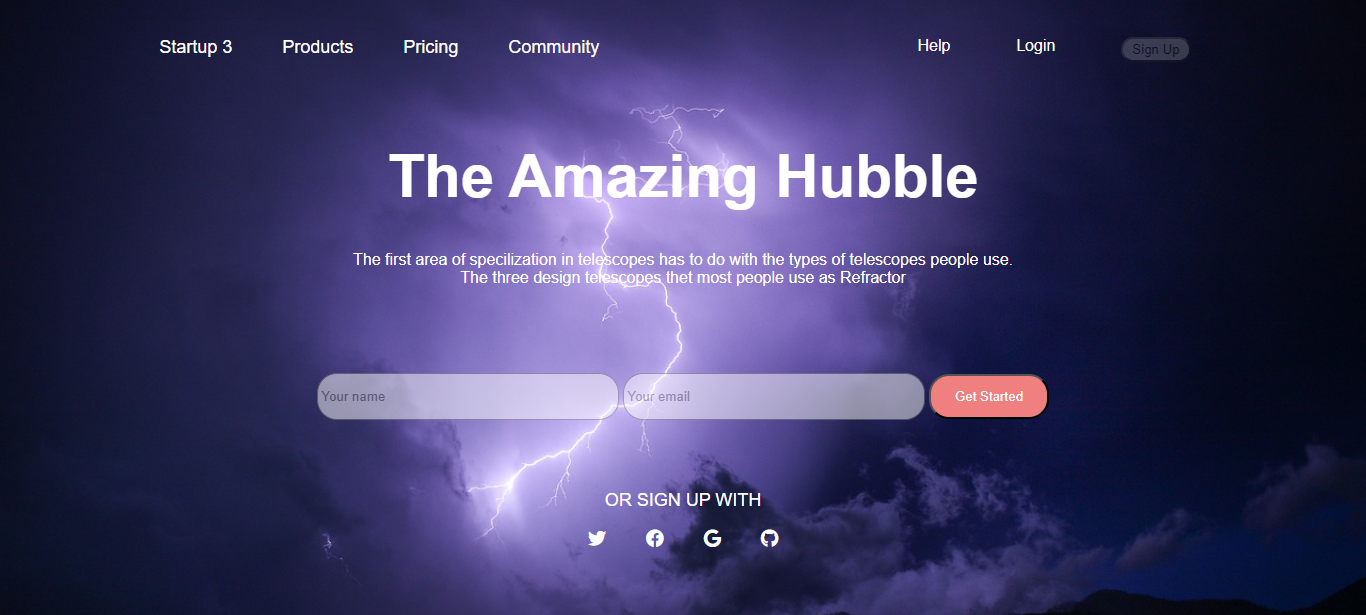 Startup 3 Products Pricing Community Help Login Sign Up
The Amazing Hubble
The first area of specilization in telescopes has to do with the types of telescopes people use.
The three design telescopes thet most people use as Refractor
Your name Your email Get Started
OR SIGN UP WITH